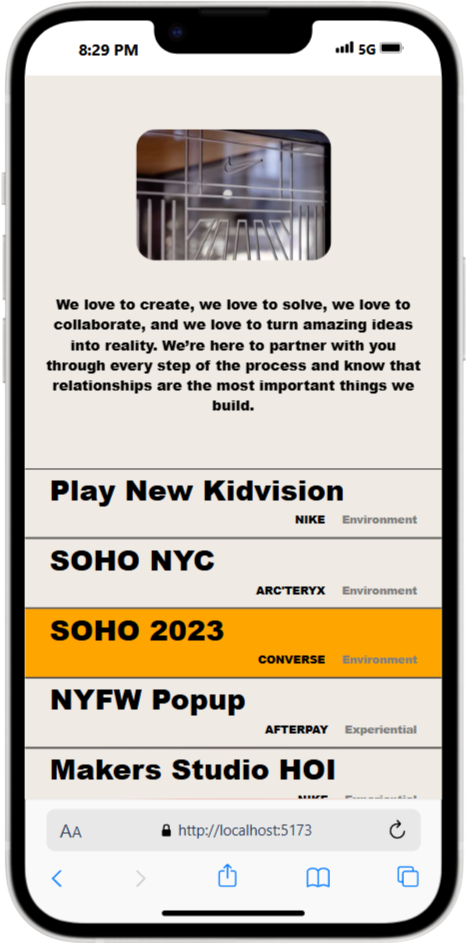 8:29 PM 5G
We love to create, we love to solve, we love to
collaborate, and we love to turn amazing ideas
into reality. We’re here to partner with you
through every step of the process and know that
relationships are the most important things we
build.
Play New Kidvision
NIKE Environment
SOHO NYC
ARC'TERYX Environment
SOHO 2023
CONVERSE Environment
NYFW Popup
AFTERPAY Experiential
Makers Studio HOI
NIKE Experiential
AA http://localhost:5173